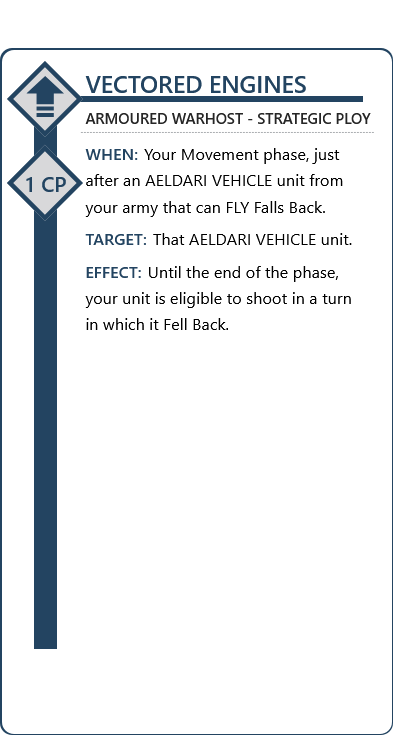 VECTORED ENGINES
ARMOURED WARHOST - STRATEGIC PLOY
1 CP
WHEN: Your Movement phase, just
after an AELDARI VEHICLE unit from
your army that can FLY Falls Back.
TARGET: That AELDARI VEHICLE unit.
EFFECT: Until the end of the phase,
your unit is eligible to shoot in a turn
in which it Fell Back.